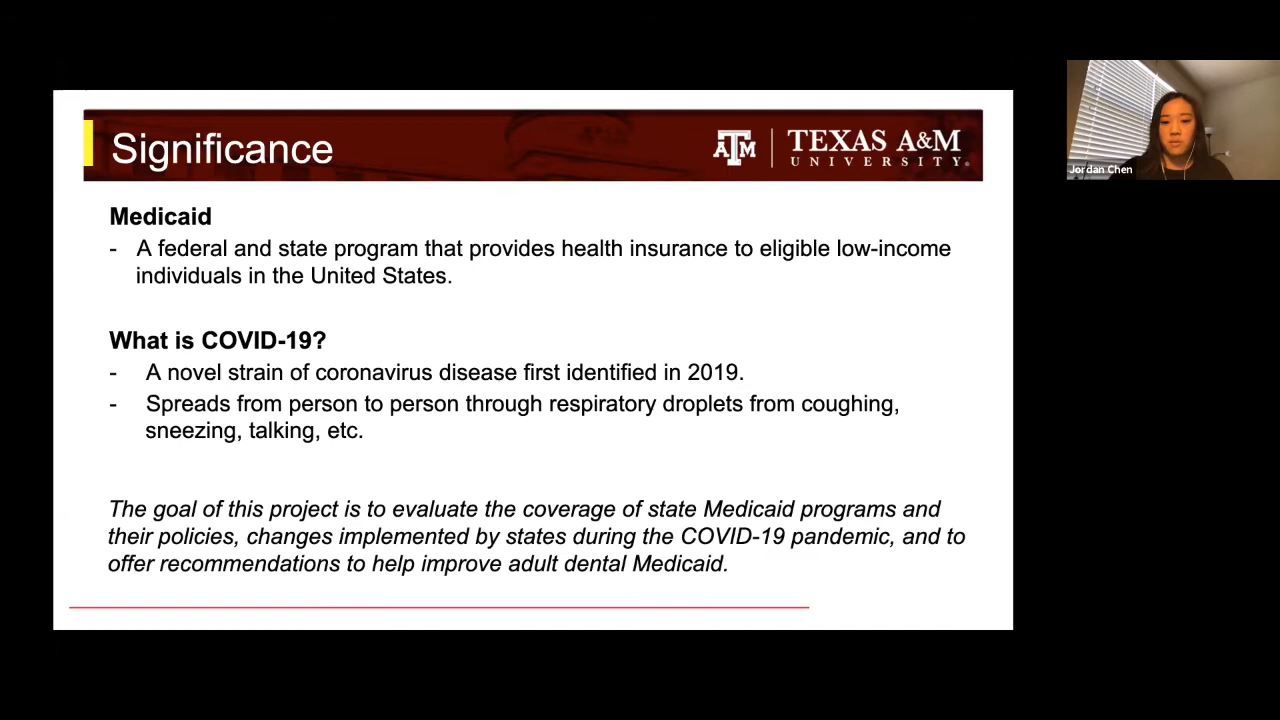 Significance
ATM | TEXAS A&M
UNIVERSITY®
Medicaid
- A federal and state program that provides health insurance to eligible low-income
individuals in the United States.
What is COVID-19?
- A novel strain of coronavirus disease first identified in 2019.
- Spreads from person to person through respiratory droplets from coughing,
sneezing, talking, etc.
The goal of this project is to evaluate the coverage of state Medicaid programs and
their policies, changes implemented by states during the COVID-19 pandemic, and to
offer recommendations to help improve adult dental Medicaid.
Jordan Chen